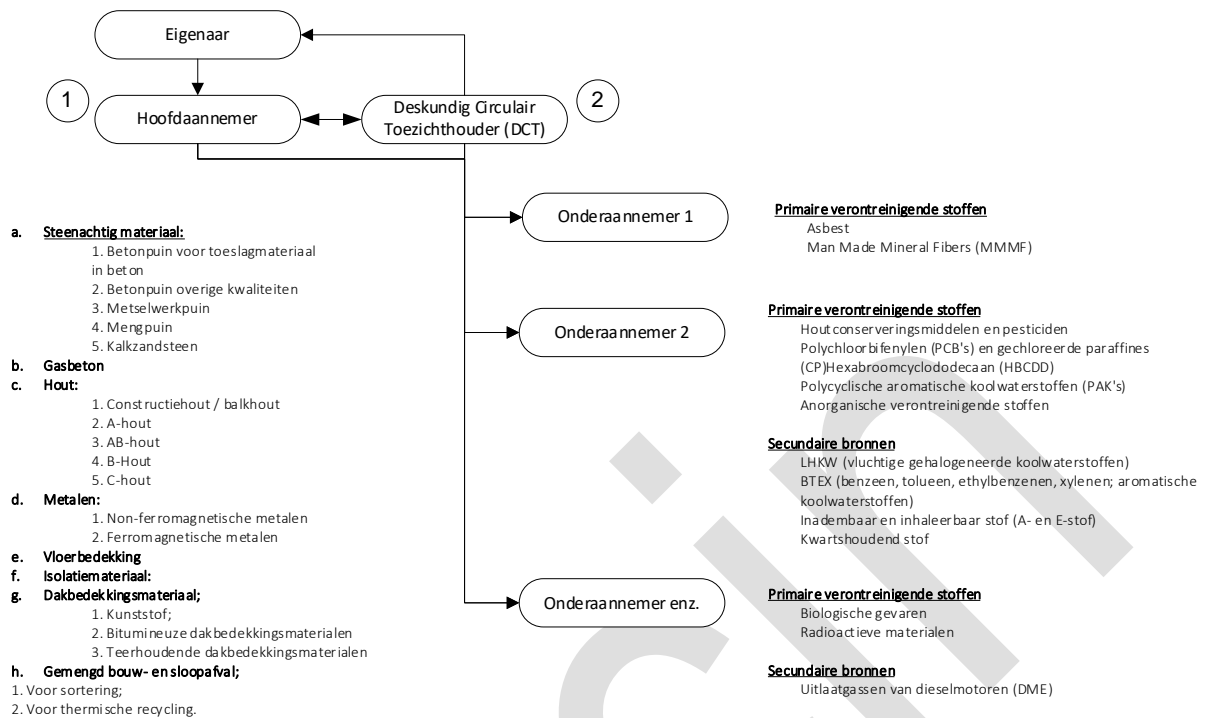 Eigenaar
1
Hoofdaannemer
Deskundig Circulair
Toezichthouder (DCT)
2
Onderaannemer 1
Primaire verontreinigende stoffen
Asbest
Man Made Mineral Fibers (MMMF)
a. Steenachtig materiaal:
1. Betonpuin voor toeslagmateriaal
in beton
2. Betonpuin overige kwaliteiten
3. Metselwerkpuin
4. Mengpuin
5. Kalkzandsteen
b. Gasbeton
c. Hout:
1. Constructiehout / balkhout
2. A-hout
3. AB-hout
4. B-Hout
5. C-hout
d. Metalen:
1. Non-ferromagnetische metalen
2. Ferromagnetische metalen
e. Vloerbedekking
f. Isolatiemateriaal:
g. Dakbedekkingsmateriaal;
1. Kunststof;
2. Bitumineuze dakbedekkingsmaterialen
3. Teerhoudende dakbedekkingsmaterialen
h. Gemengd bouw- en sloopafval;
1. Voor sortering;
2. Voor thermische recycling.
Onderaannemer 2
Primaire verontreinigende stoffen
Houtconserveringsmiddelen en pesticiden
Polychloorbifenylen (PCB's) en gechloreerde paraffines
(CP)Hexabroomcyclododecaan (HBCDD)
Polycyclische aromatische koolwaterstoffen (PAK's)
Anorganische verontreinigende stoffen
Secundaire bronnen
LHKW (vluchtige gehalogeneerde koolwaterstoffen)
BTEX (benzeen, tolueen, ethylbenzenen, xylenen; aromatische
koolwaterstoffen)
Inadembaar en inhaleerbaar stof (A- en E-stof)
Kwartshoudend stof
Onderaannemer enz.
Primaire verontreinigende stoffen
Biologische gevaren
Radioactieve materialen
Secundaire bronnen
Uitlaatgassen van dieselmotoren (DME)